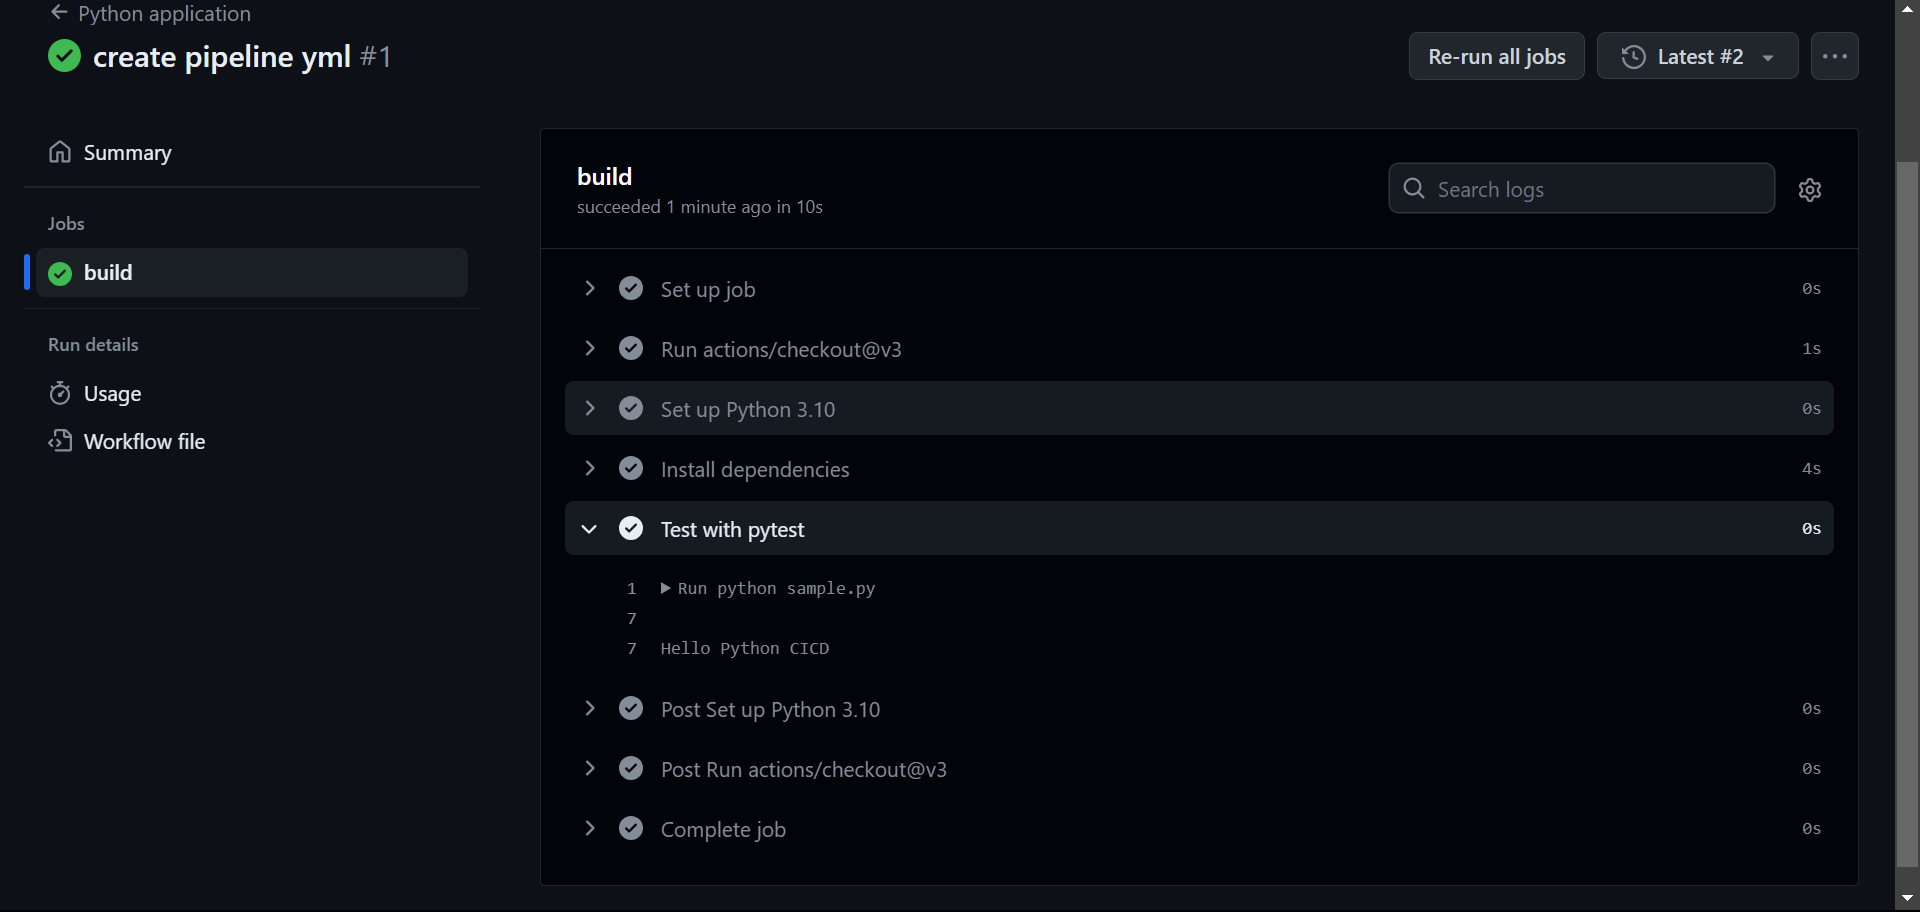 Python application
create pipeline yml #1
Re-run all jobs
Latest #2
Summary
Jobs
build
Run details
Usage
Workflow file
build
succeeded 1 minute ago in 10s
Search logs
Set up job 0s
Run actions/checkout@v3 1s
Set up Python 3.10 0s
Install dependencies 4s
Test with pytest 0s
1 Run python sample.py
7
7 Hello Python CICD
Post Set up Python 3.10 0s
Post Run actions/checkout@v3 0s
Complete job 0s